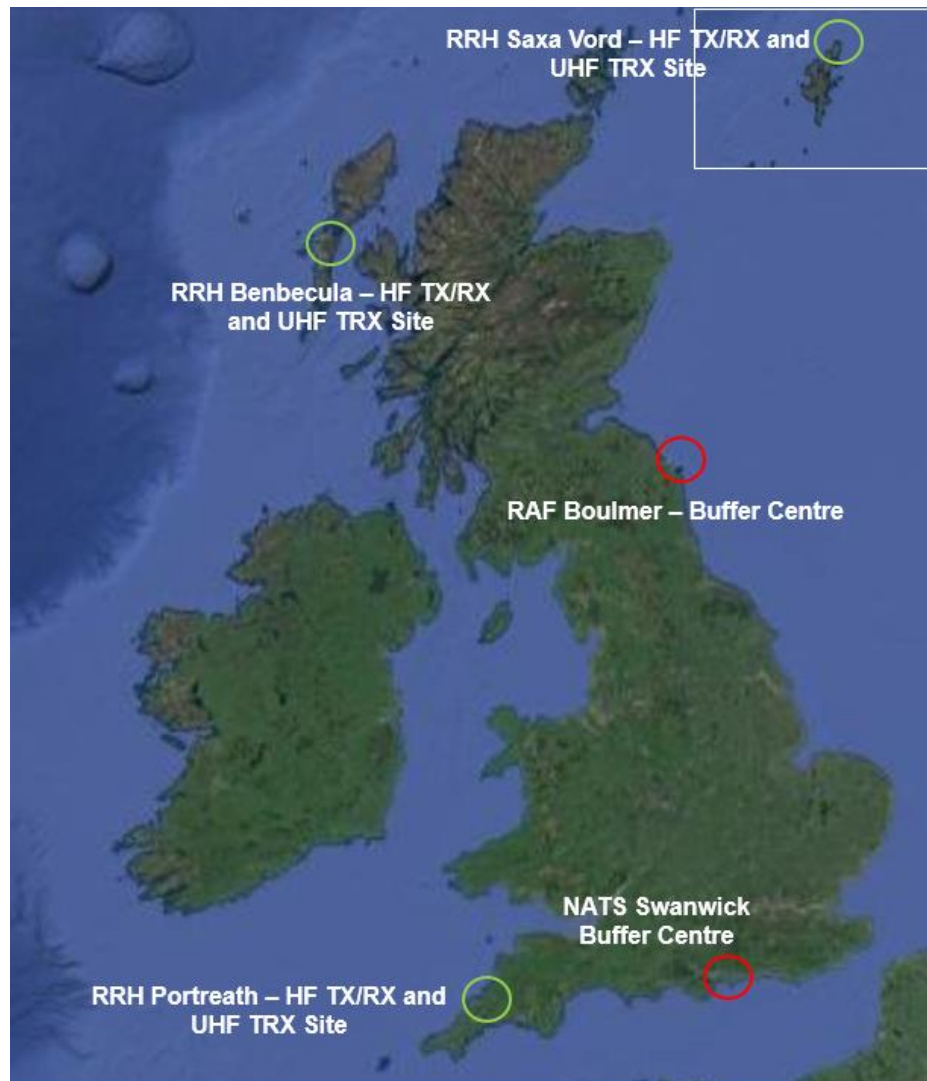 RRH Saxa Vord – HF TX/RX and
UHF TRX Site
RRH Benbecula – HF TX/RX
and UHF TRX Site
RAF Boulmer – Buffer Centre
NATS Swanwick
Buffer Centre
RRH Portreath – HF TX/RX and
UHF TRX Site